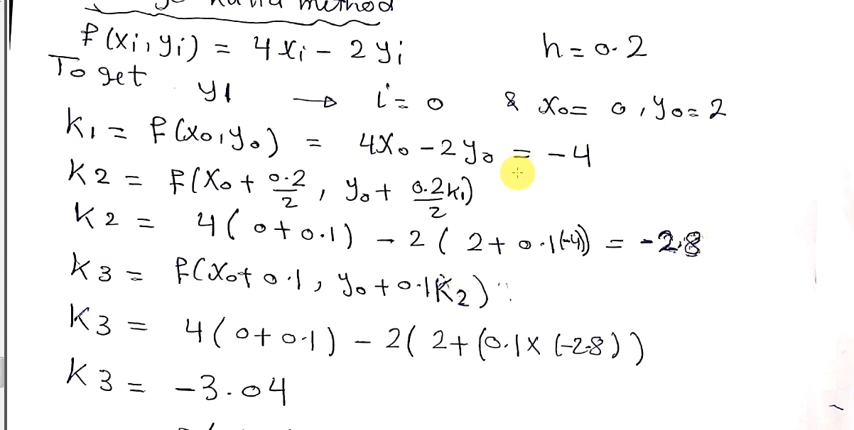 method
f(xi, yi) = 4xi - 2yi h = 0.2
To get
y1 → i = 0 & x0 = 0, y0 = 2
k1 = f(x0, y0) = 4x0 - 2y0 = -4
k2 = f(x0 + 0.2/2, y0 + 0.2/2 k1)
k2 = 4(0 + 0.1) - 2(2 + 0.1(-4)) = -2.8
k3 = f(x0 + 0.1, y0 + 0.1k2)
k3 = 4(0 + 0.1) - 2(2 + (0.1 x (-2.8))
k3 = -3.04